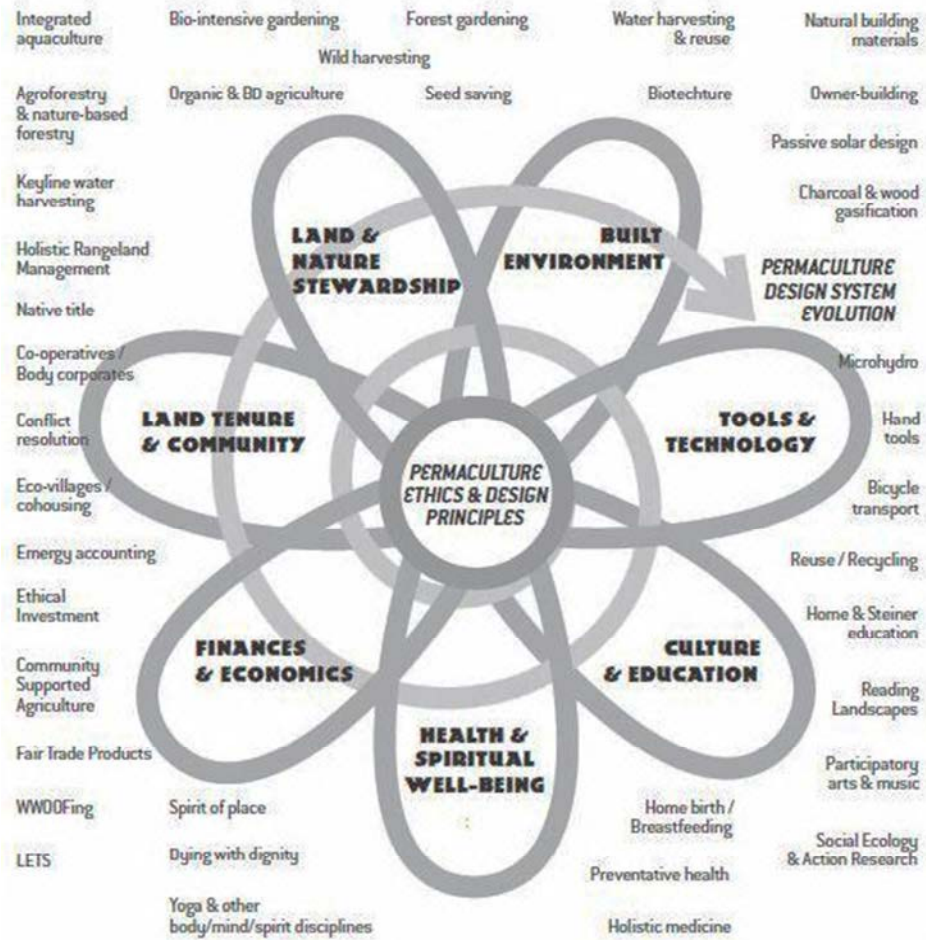 Integrated
aquaculture
Bio-intensive gardening
Forest gardening
Water harvesting
& reuse
Natural building
materials
Wild harvesting
Agroforestry
& nature-based
forestry
Organic & BD agriculture
Seed saving
Biotechture
Owner-building
Passive solar design
Keyline water
harvesting
Charcoal & wood
gasification
LAND &
NATURE
STEWARDSHIP
BUILT
ENVIRONMENT
Holistic Rangeland
Management
PERMACULTURE
DESIGN SYSTEM
EVOLUTION
Native title
Co-operatives /
Body corporates
Microhydro
LAND TENURE
& COMMUNITY
TOOLS &
TECHNOLOGY
Conflict
resolution
Hand
tools
PERMACULTURE
ETHICS & DESIGN
PRINCIPLES
Eco-villages /
cohousing
Bicycle
transport
Emergy accounting
Reuse / Recycling
Ethical
Investment
Home & Steiner
education
FINANCES
& ECONOMICS
CULTURE
& EDUCATION
Community
Supported
Agriculture
Reading
Landscapes
HEALTH &
SPIRITUAL
WELL-BEING
Fair Trade Products
Participatory
arts & music
WWOOFing
Spirit of place
Home birth /
Breastfeeding
LETS
Dying with dignity
Social Ecology
& Action Research
Preventative health
Yoga & other
body/mind/spirit disciplines
Holistic medicine